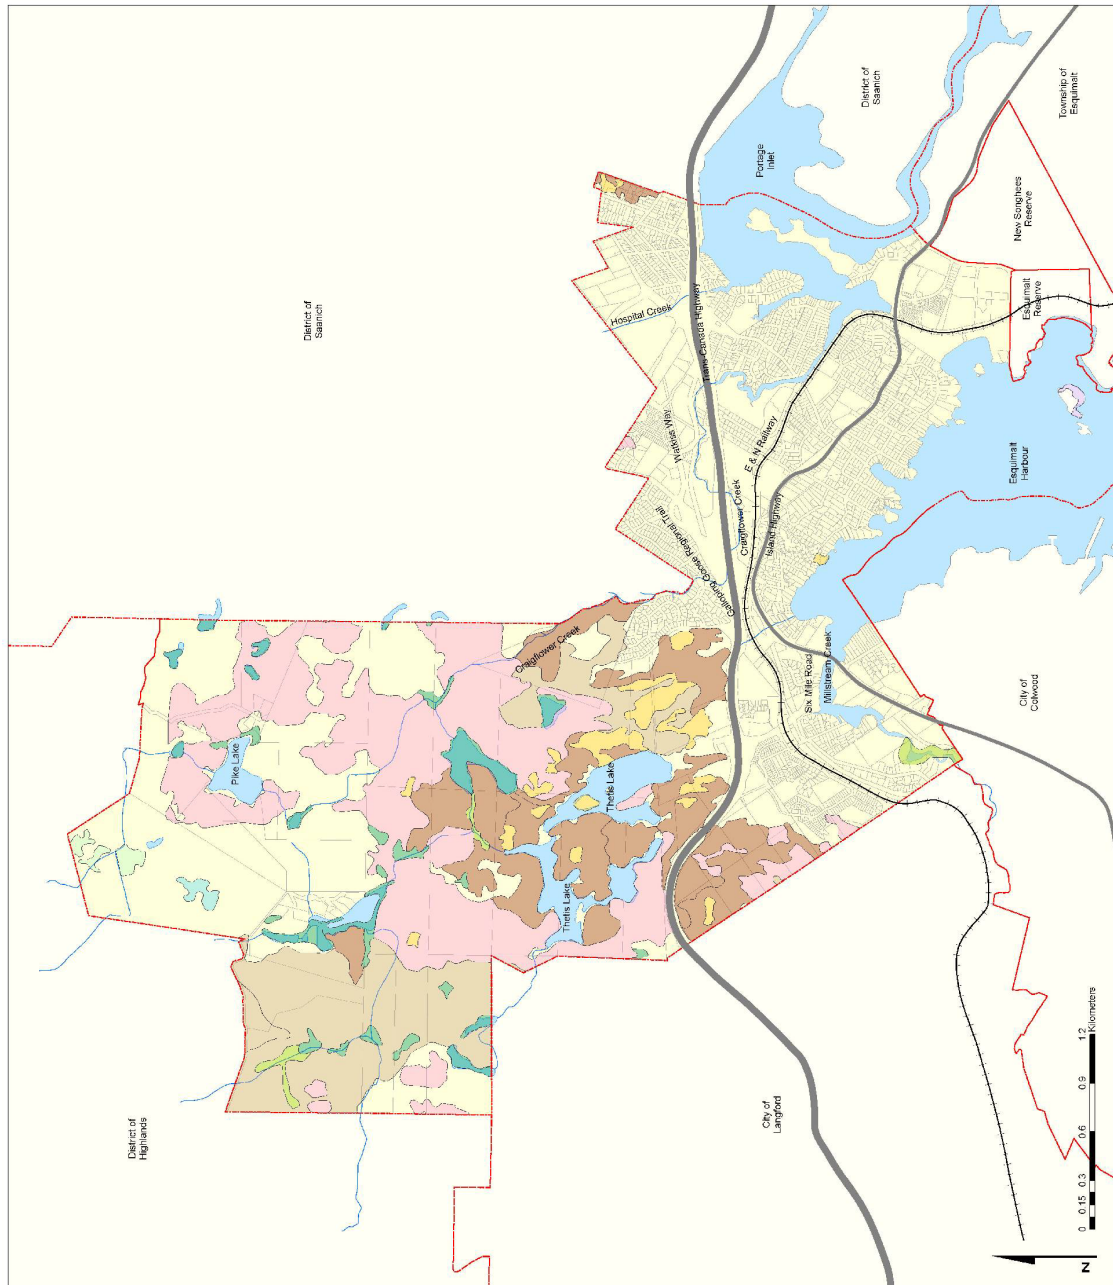 District of
Highlands
Pike Lake
District of
Saanich
Craigflower Creek
Thetis Lake
Thetis Lake
Hospital Creek
Galloping Goose Regional Trail
Watkins Way
Trans-Canada Highway
Craigflower Creek
E & N Railway
Portage
Inlet
City of
Langford
Island Highway
Six Mile Road
Millstream Creek
District of
Saanich
Esquimalt
Harbour
City of
Colwood
Esquimalt
Reserve
New Songhees
Reserve
Township of
Esquimalt
N
0 0.15 0.3 0.6 0.9 1.2
Kilometers